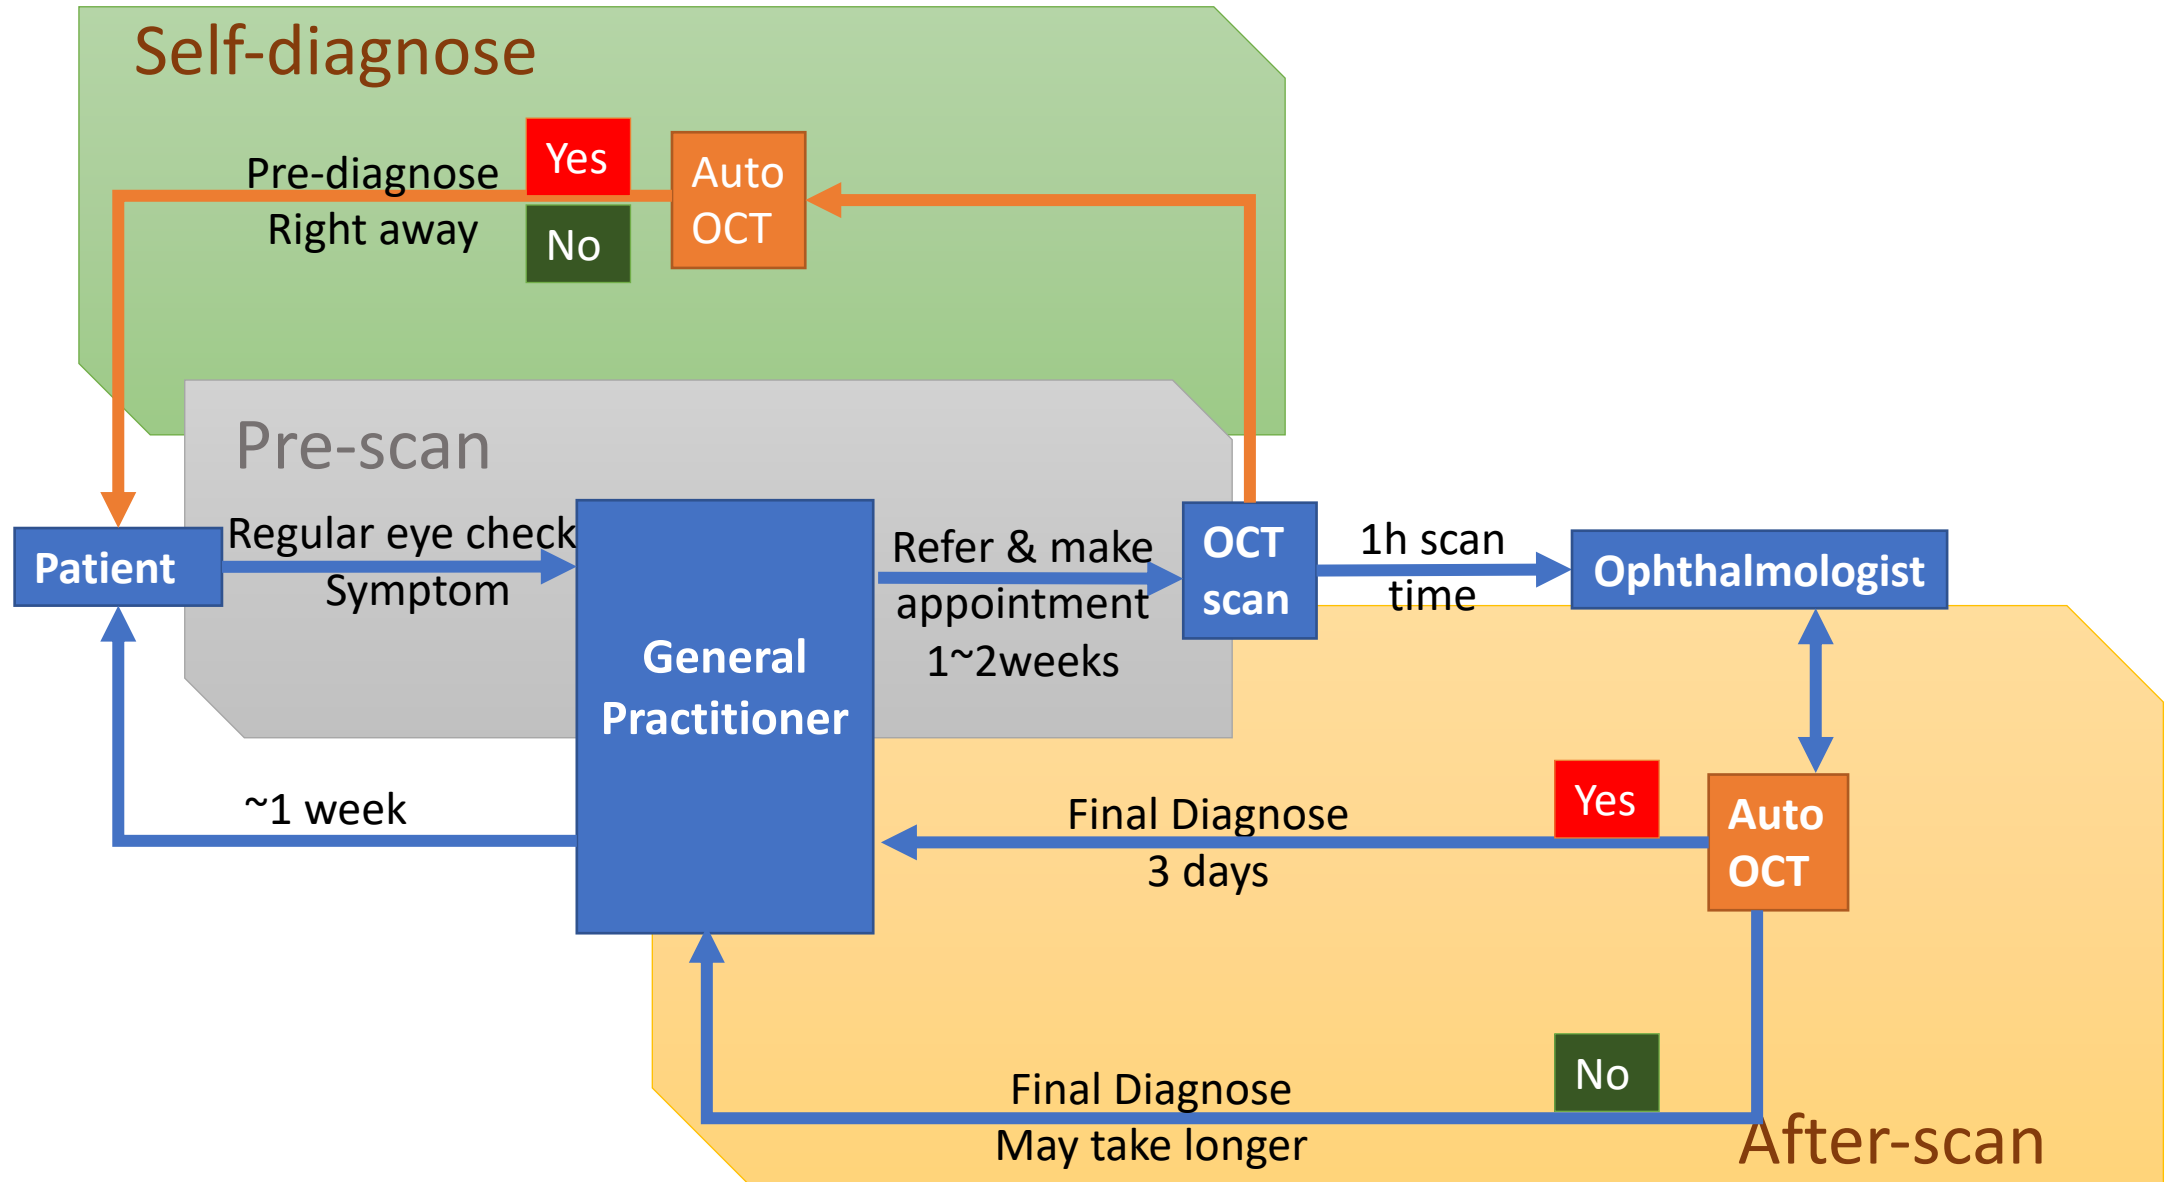 Self-diagnose
Pre-diagnose
Right away
Yes
No
Auto
OCT
Pre-scan
Patient
Regular eye check
Symptom
General
Practitioner
Refer & make
appointment
1~2weeks
OCT
scan
1h scan
time
Ophthalmologist
~1 week
Final Diagnose
3 days
Yes
Auto
OCT
No
Final Diagnose
May take longer
After-scan